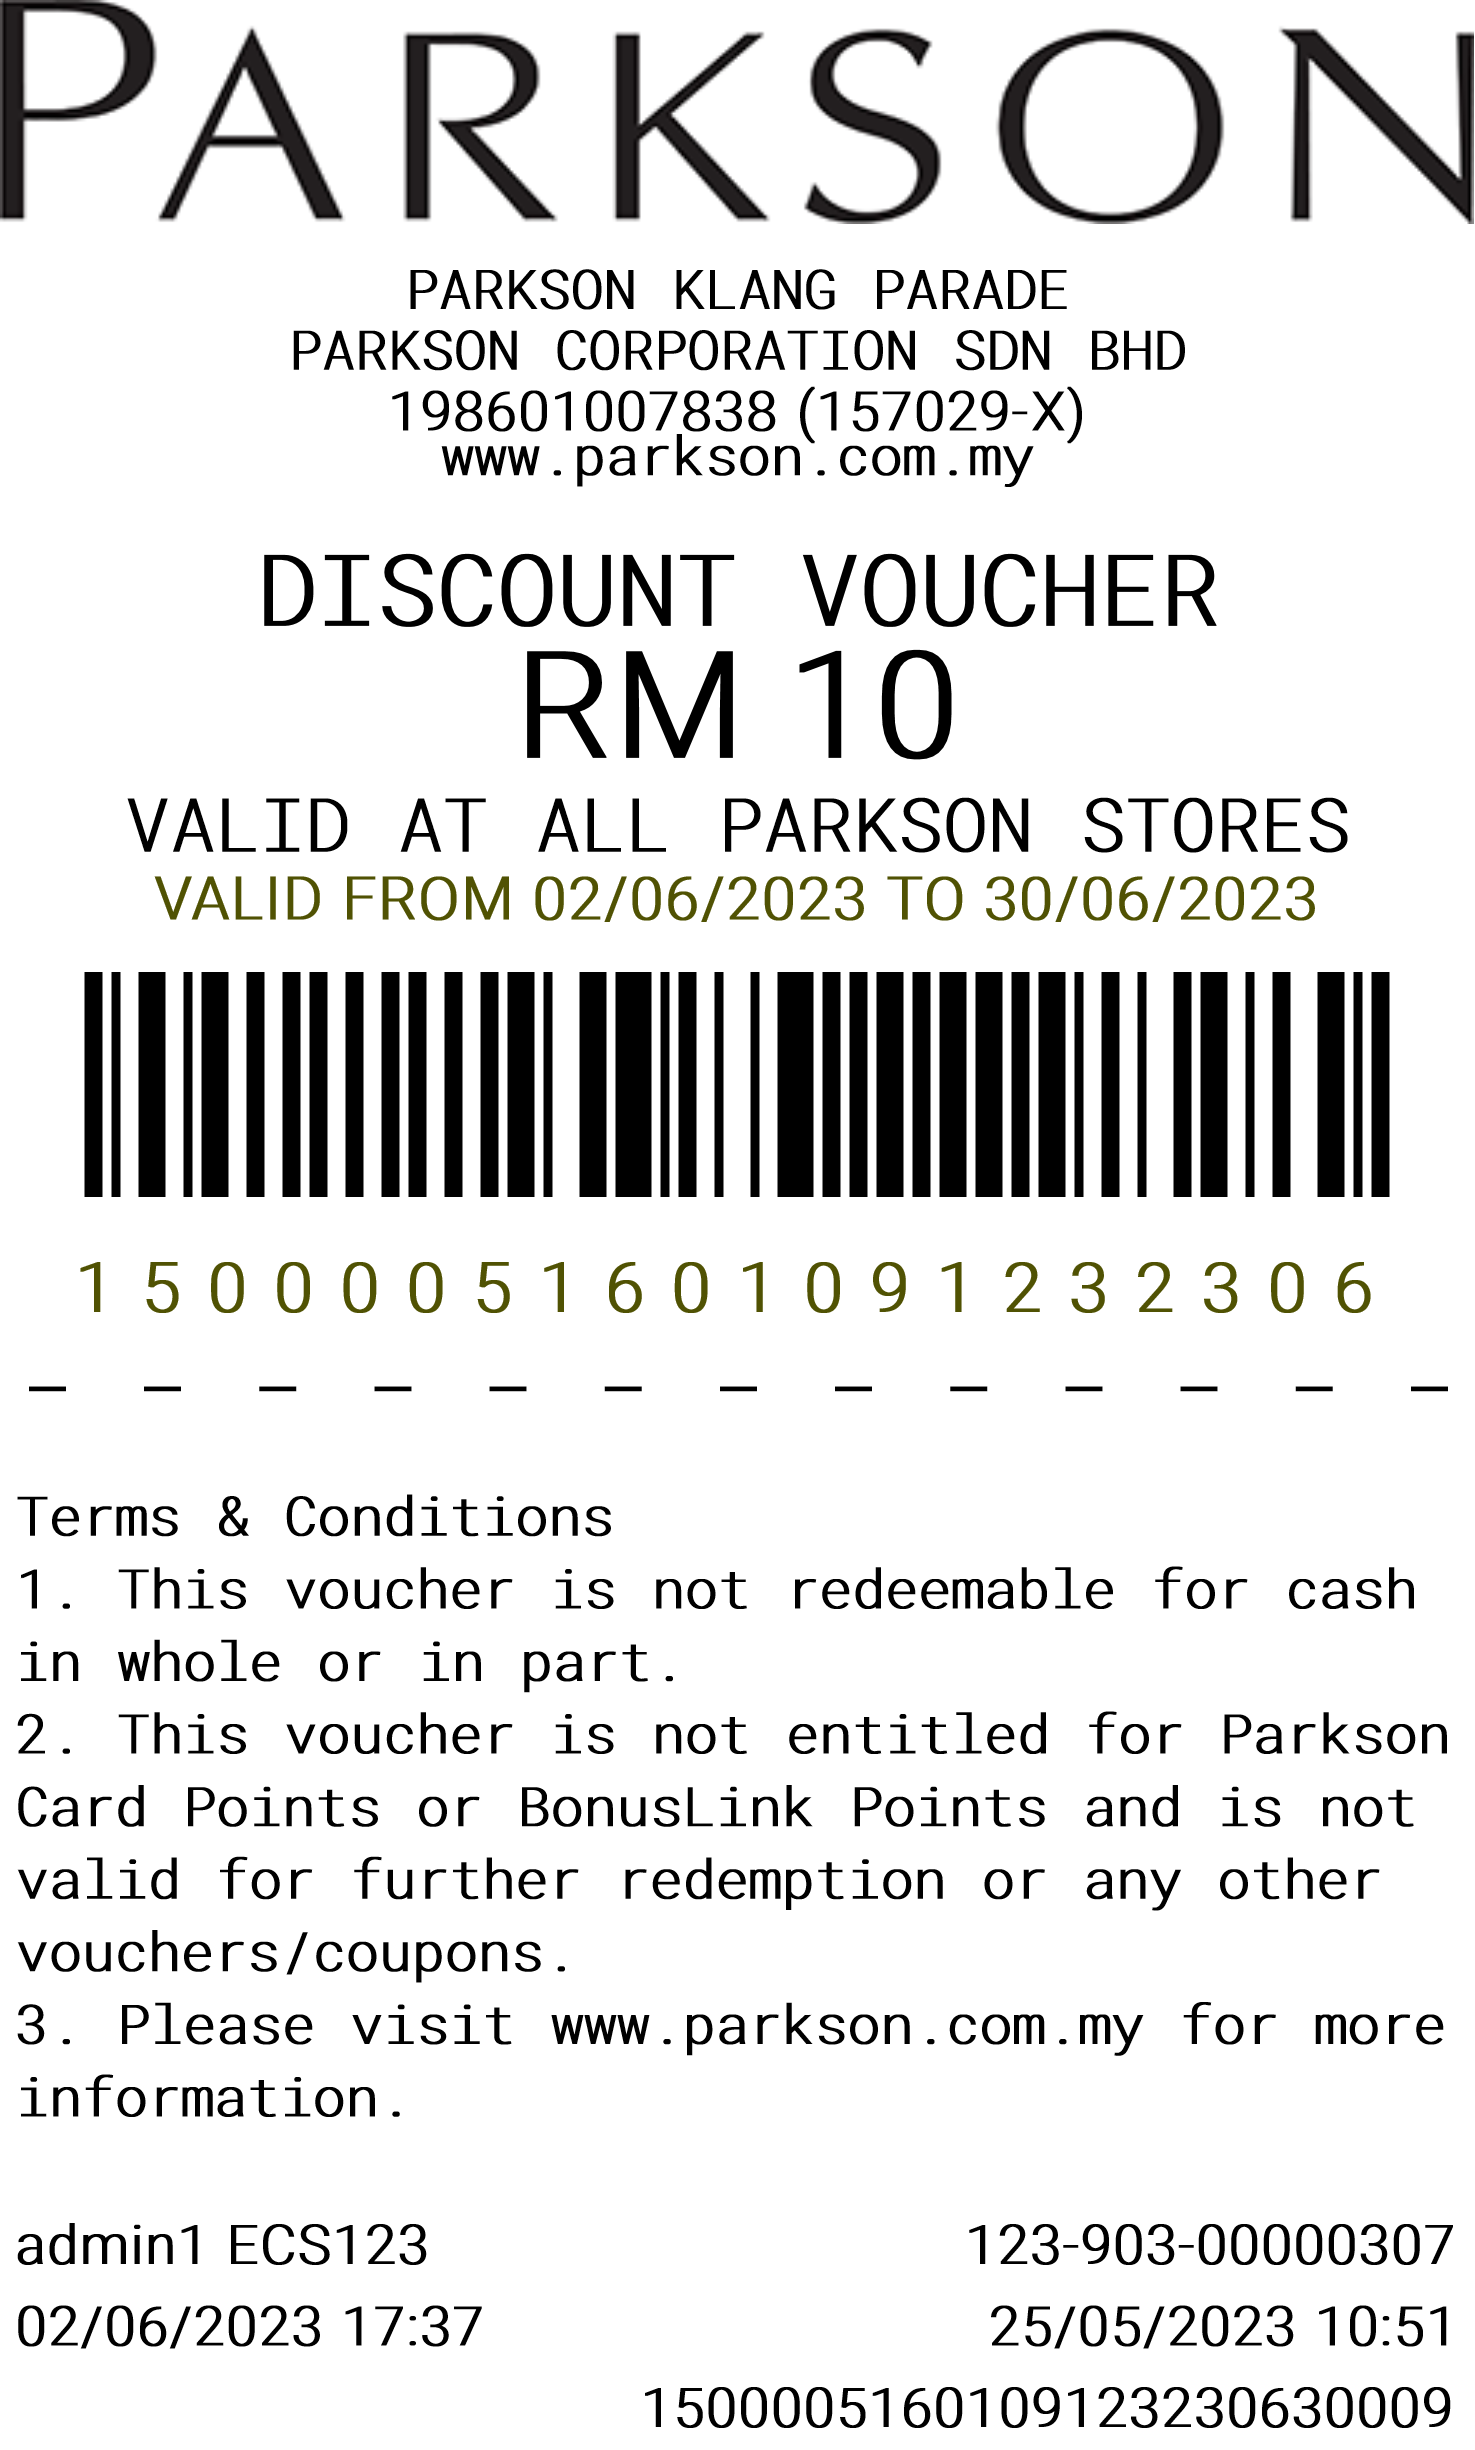 PARKSON
PARKSON KLANG PARADE
PARKSON CORPORATION SDN BHD
198601007838 (157029-X)
www.parkson.com.my
DISCOUNT VOUCHER
RM 10
VALID AT ALL PARKSON STORES
VALID FROM 02/06/2023 TO 30/06/2023
1 5 0 0 0 0 5 1 6 0 1 0 9 1 2 3 2 3 0 6
Terms & Conditions
1. This voucher is not redeemable for cash
in whole or in part.
2. This voucher is not entitled for Parkson
Card Points or BonusLink Points and is not
valid for further redemption or any other
vouchers/coupons.
3. Please visit www.parkson.com.my for more
information.
admin1 ECS123 123-903-00000307
02/06/2023 17:37 25/05/2023 10:51
1500005160109123230630009